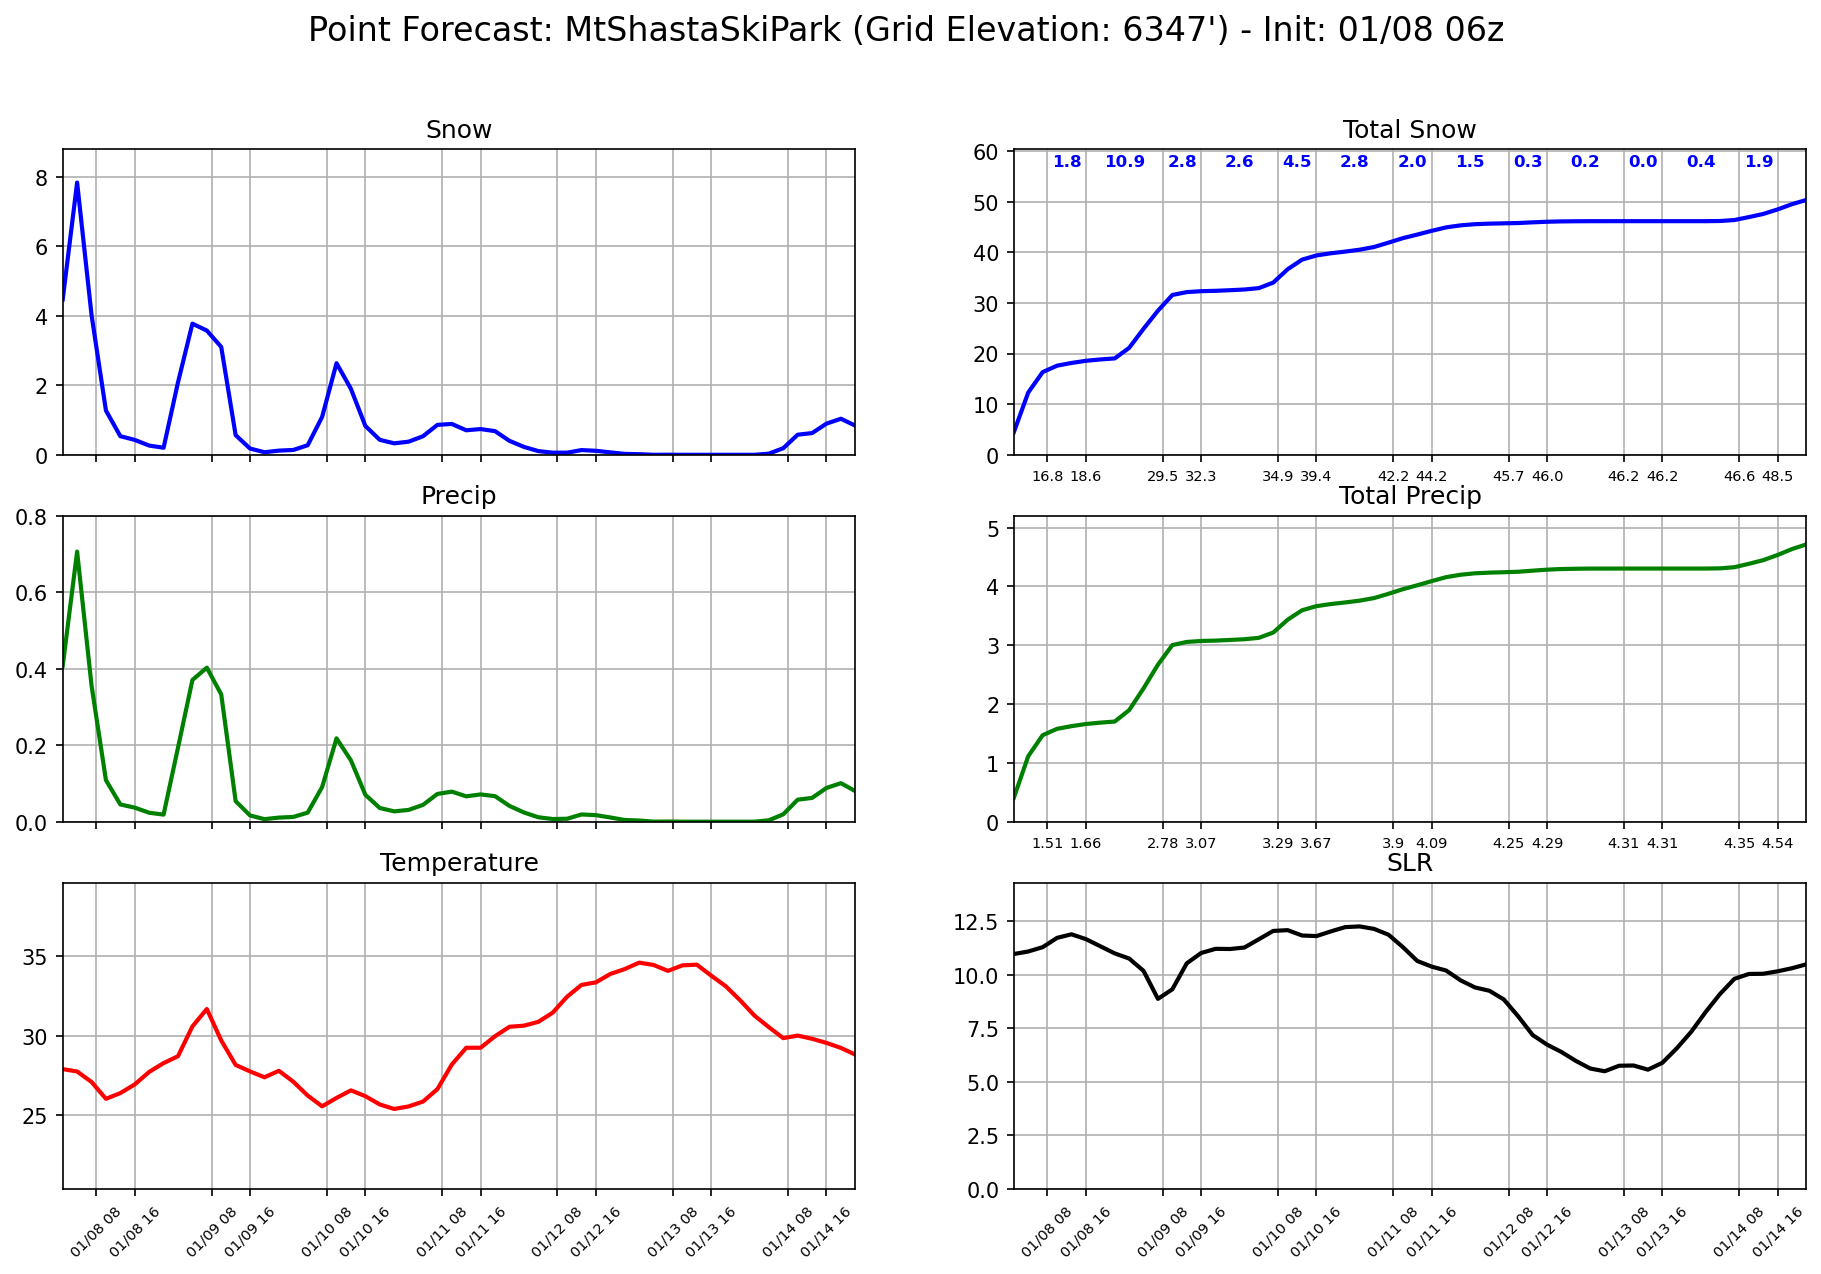 Point Forecast: MtShastaSkiPark (Grid Elevation: 6347') - Init: 01/08 06z
Snow
8
6
4
2
0
Total Snow
60
50
40
30
20
10
0
1.8 10.9 2.8 2.6 4.5 2.8 2.0 1.5 0.3 0.2 0.0 0.4 1.9
16.8 18.6 29.5 32.3 34.9 39.4 42.2 44.2 45.7 46.0 46.2 46.2 46.6 48.5
Precip
0.8
0.6
0.4
0.2
0.0
Total Precip
5
4
3
2
1
0
1.51 1.66 2.78 3.07 3.29 3.67 3.9 4.09 4.25 4.29 4.31 4.31 4.35 4.54
Temperature
35
30
25
01/08 08 01/08 16 01/09 08 01/09 16 01/10 08 01/10 16 01/11 08 01/11 16 01/12 08 01/12 16 01/13 08 01/13 16 01/14 08 01/14 16
SLR
12.5
10.0
7.5
5.0
2.5
0.0
01/08 08 01/08 16 01/09 08 01/09 16 01/10 08 01/10 16 01/11 08 01/11 16 01/12 08 01/12 16 01/13 08 01/13 16 01/14 08 01/14 16